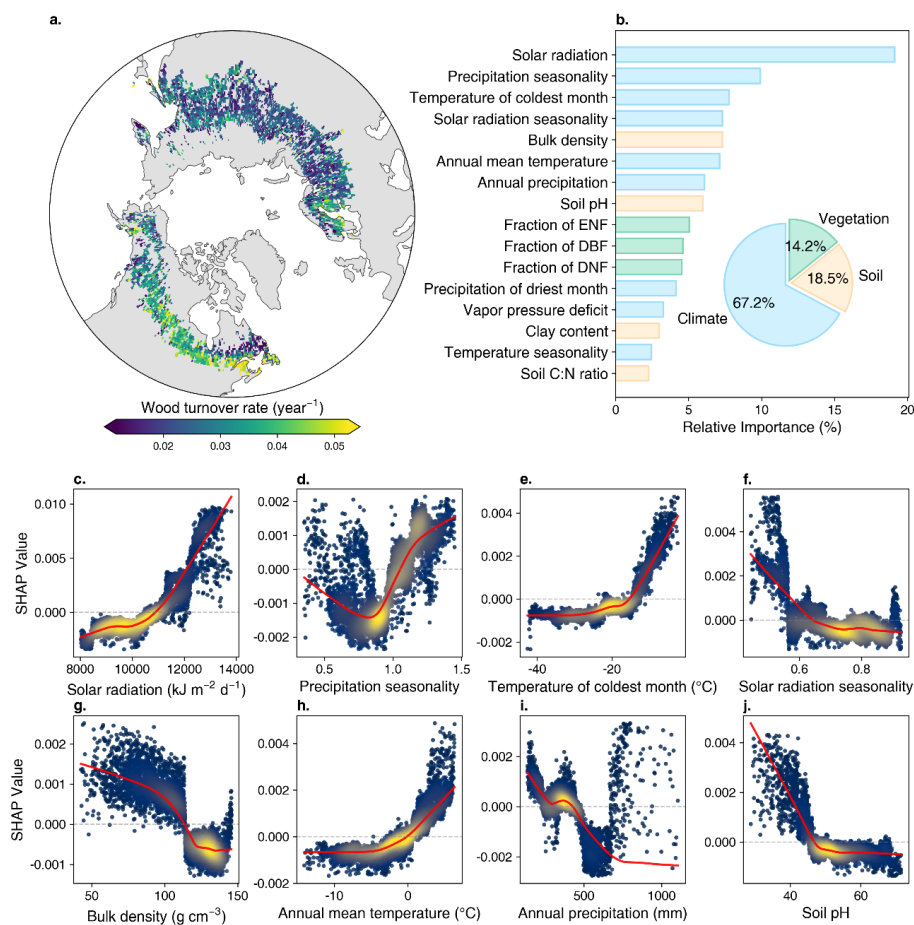 a.
Wood turnover rate (year⁻¹)
0.02 0.03 0.04 0.05
b.
Solar radiation
Precipitation seasonality
Temperature of coldest month
Solar radiation seasonality
Bulk density
Annual mean temperature
Annual precipitation
Soil pH
Fraction of ENF
Fraction of DBF
Fraction of DNF
Precipitation of driest month
Vapor pressure deficit
Clay content
Temperature seasonality
Soil C:N ratio
Vegetation
14.2%
Soil
18.5%
67.2%
Climate
0 5 10 15 20
Relative Importance (%)
c.
SHAP Value
0.010
0.005
0.000
8000 10000 12000 14000
Solar radiation (kJ m⁻² d⁻¹)
d.
0.002
0.001
0.000
-0.001
-0.002
0.5 1.0 1.5
Precipitation seasonality
e.
0.004
0.002
0.000
-0.002
-40 -20
Temperature of coldest month (°C)
f.
0.004
0.002
0.000
0.6 0.8
Solar radiation seasonality
g.
SHAP Value
0.002
0.001
0.000
-0.001
50 100 150
Bulk density (g cm⁻³)
h.
0.004
0.002
0.000
-0.002
-10 0
Annual mean temperature (°C)
i.
0.002
0.000
-0.002
500 1000
Annual precipitation (mm)
j.
0.004
0.002
0.000
40 60
Soil pH